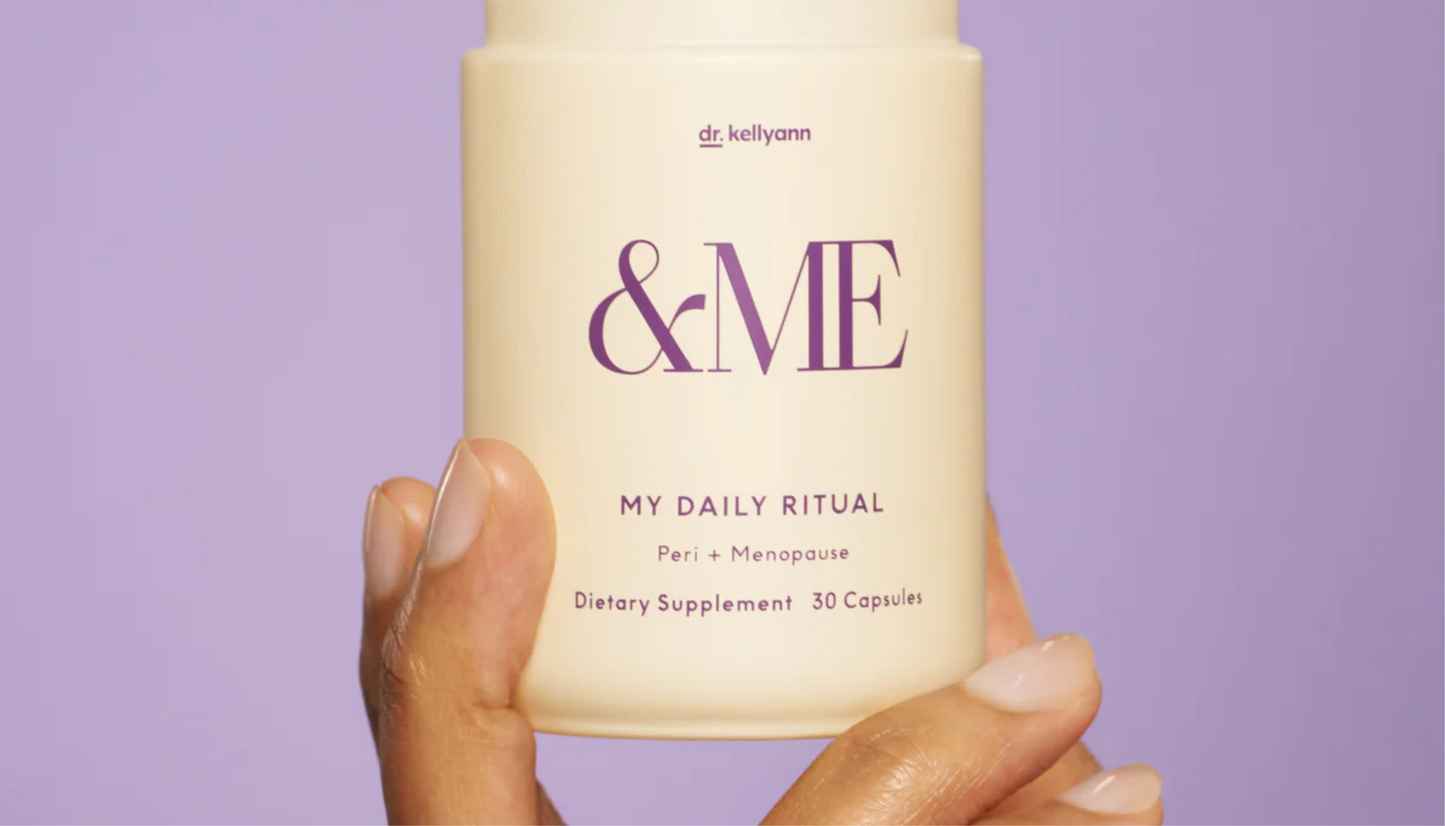 dr. kellyann
&ME
MY DAILY RITUAL
Peri + Menopause
Dietary Supplement 30 Capsules